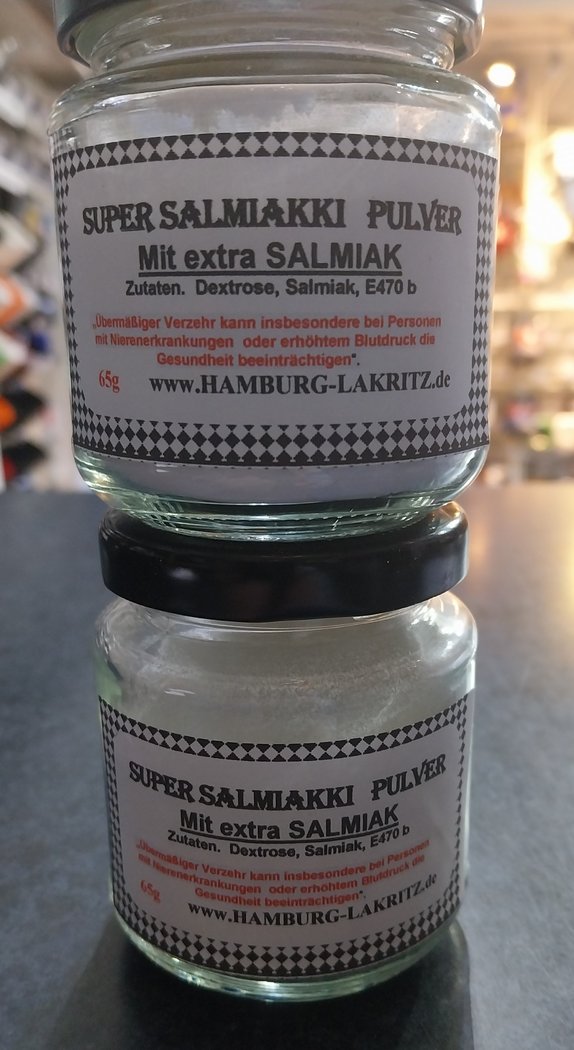 SUPER SALMIAKKI PULVER
Mit extra SALMIAK
Zutaten. Dextrose, Salmiak, E470 b
„Übermäßiger Verzehr kann insbesondere bei Personen
mit Nierenerkrankungen oder erhöhtem Blutdruck die
Gesundheit beeinträchtigen“.
65g www.HAMBURG-LAKRITZ.de
SUPER SALMIAKKI PULVER
Mit extra SALMIAK
Zutaten. Dextrose, Salmiak, E470 b
„Übermäßiger Verzehr kann insbesondere bei Personen
mit Nierenerkrankungen oder erhöhtem Blutdruck die
Gesundheit beeinträchtigen“.
65g www.HAMBURG-LAKRITZ.de